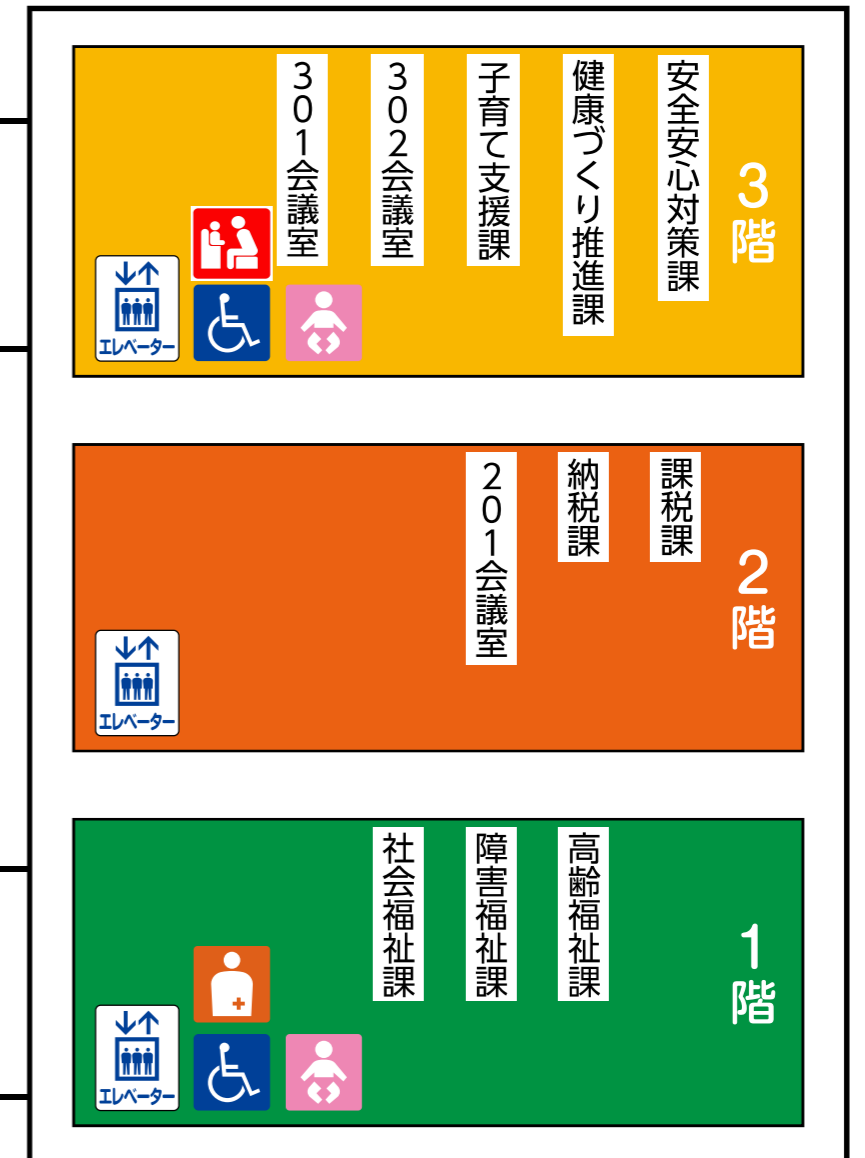 3階
安全安心対策課
健康づくり推進課
子育て支援課
302会議室
301会議室
エレベーター
2階
課税課
納税課
201会議室
エレベーター
1階
高齢福祉課
障害福祉課
社会福祉課
エレベーター